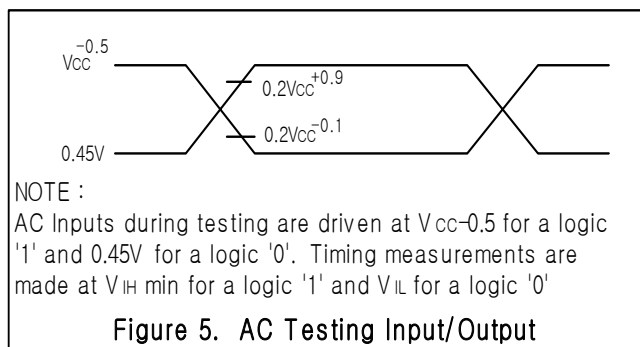 Vcc-0.5
0.2Vcc+0.9
0.2Vcc-0.1
0.45V
NOTE :
AC Inputs during testing are driven at Vcc-0.5 for a logic
'1' and 0.45V for a logic '0'. Timing measurements are
made at VIH min for a logic '1' and VIL for a logic '0'
Figure 5. AC Testing Input/Output